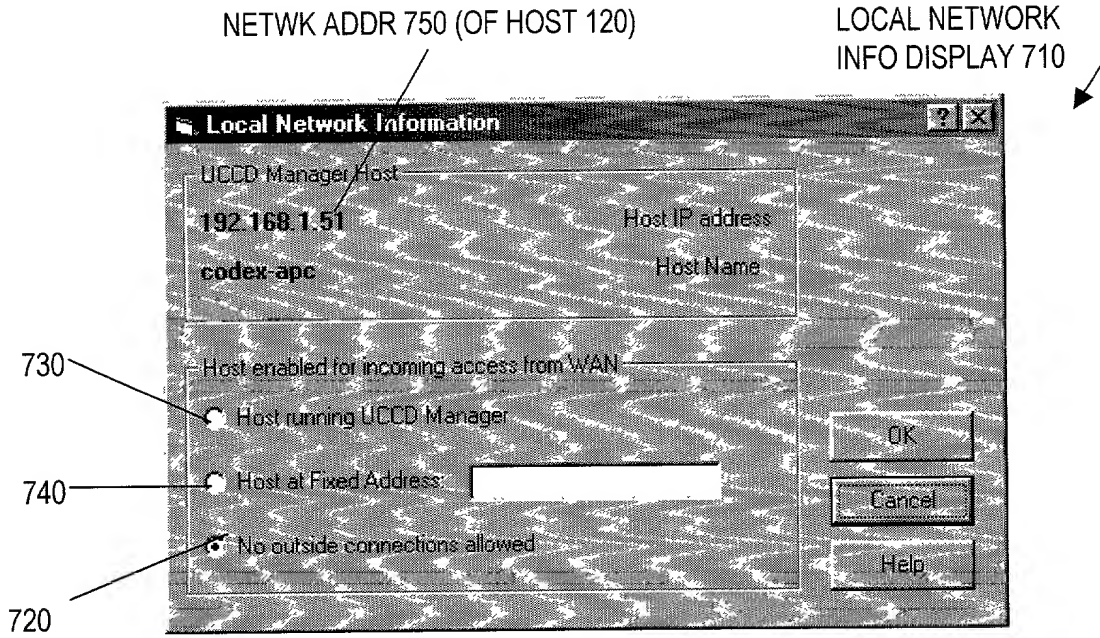 NETWK ADDR 750 (OF HOST 120)
LOCAL NETWORK
INFO DISPLAY 710
Local Network Information
UCCD Manager Host
192.168.1.51
Host IP address
codex-apc
Host Name
Host enabled for incoming access from WAN
730
Host running UCCD Manager
OK
740
Host at Fixed Address:
Cancel
No outside connections allowed
Help
720